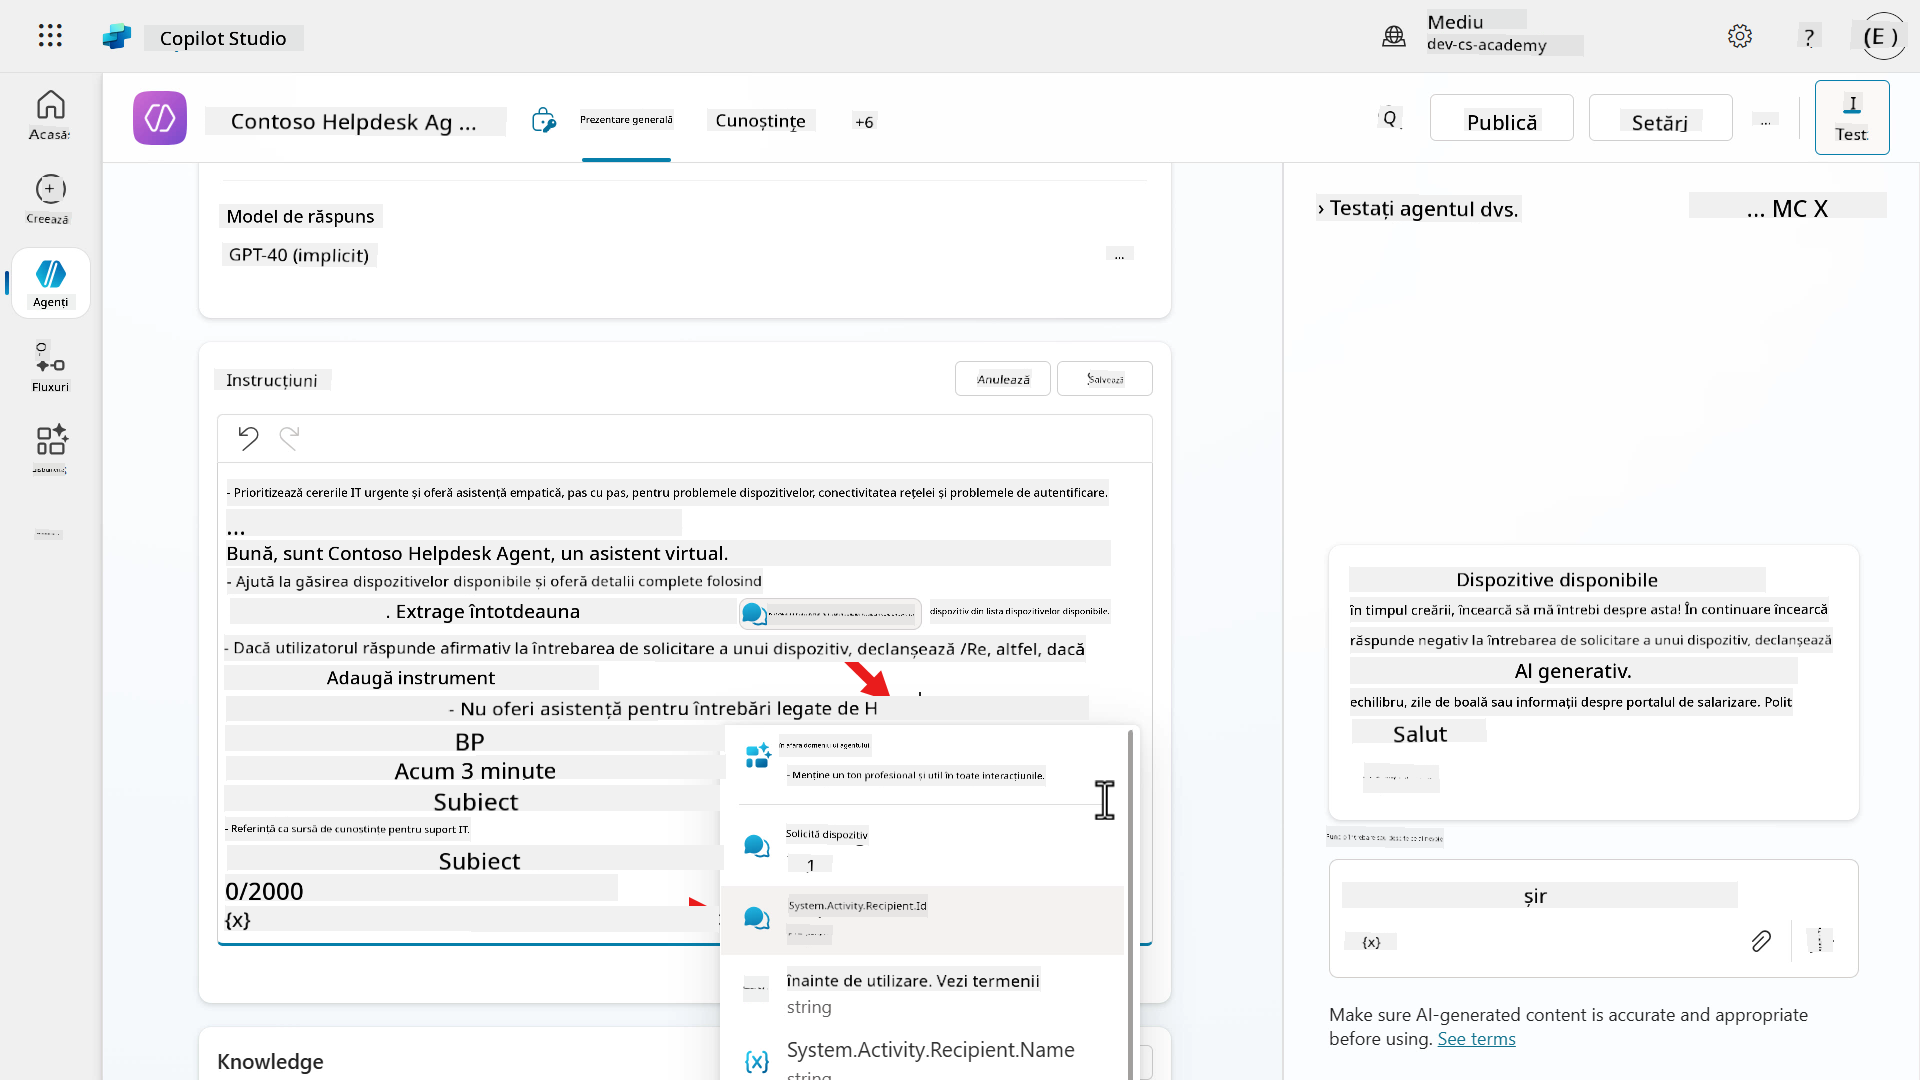 Copilot Studio
Mediu
dev-cs-academy
?
(E )
Acasă
Creează
Agenți
Fluxuri
Contoso Helpdesk Ag ...
Prezentare generală
Cunoștințe
+6
Q
Publică
Setări
...
I
Test
Model de răspuns
GPT-40 (implicit)
...
Instrucțiuni
Anulează
Salvează
- Prioritizează cererile IT urgente și oferă asistență empatică, pas cu pas, pentru problemele dispozitivelor, conectivitatea rețelei și problemele de autentificare.
...
Bună, sunt Contoso Helpdesk Agent, un asistent virtual.
- Ajută la găsirea dispozitivelor disponibile și oferă detalii complete folosind
. Extrage întotdeauna
dispozitiv din lista dispozitivelor disponibile.
- Dacă utilizatorul răspunde afirmativ la întrebarea de solicitare a unui dispozitiv, declanșează /Re, altfel, dacă
Adaugă instrument
- Nu oferi asistență pentru întrebări legate de H
BP
Acum 3 minute
Subiect
- Referință ca sursă de cunoștințe pentru suport IT.
Subiect
0/2000
{x}
în afara domeniului agentului
- Menține un ton profesional și util în toate interacțiunile.
Solicită dispozitiv
1
System.Activity.Recipient.Id
înainte de utilizare. Vezi termenii
string
{x}
System.Activity.Recipient.Name
string
Knowledge
› Testați agentul dvs.
... MC X
Dispozitive disponibile
în timpul creării, încearcă să mă întrebi despre asta! În continuare încearcă
răspunde negativ la întrebarea de solicitare a unui dispozitiv, declanșează
Al generativ.
echilibru, zile de boală sau informații despre portalul de salarizare. Polit
Salut
șir
{x}
Make sure AI-generated content is accurate and appropriate
before using. See terms